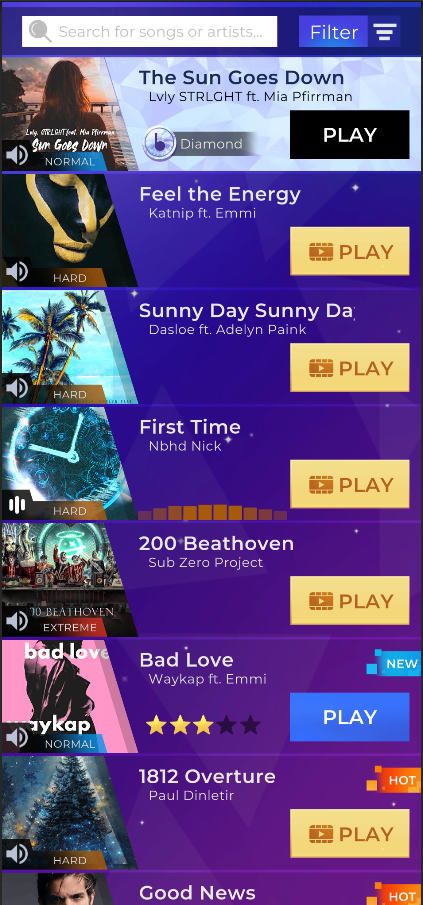 Search for songs or artists...
Filter
The Sun Goes Down
Lvly STRLGHT ft. Mia Pfirrman
Lvly, STRLGHT feat. Mia Pfirrman
Sun Goes Down
NORMAL
Diamond
PLAY
Feel the Energy
Katnip ft. Emmi
HARD
PLAY
Sunny Day Sunny Da
Dasloe ft. Adelyn Paink
HARD
PLAY
First Time
Nbhd Nick
HARD
PLAY
200 Beathoven
Sub Zero Project
00 BEATHOVEN
EXTREME
PLAY
bad love
Bad Love
Waykap ft. Emmi
NEW
waykap
NORMAL
PLAY
1812 Overture
Paul Dinletir
HOT
HARD
PLAY
Good News
HOT